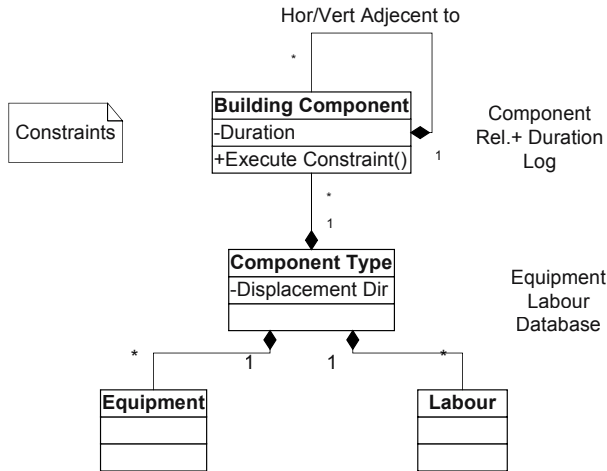 Hor/Vert Adjecent to
*
Building Component
-Duration
+Execute Constraint()
1
Constraints
Component
Rel.+ Duration
Log
*
1
Component Type
-Displacement Dir
Equipment
Labour
Database
*
1
1
*
Equipment
Labour